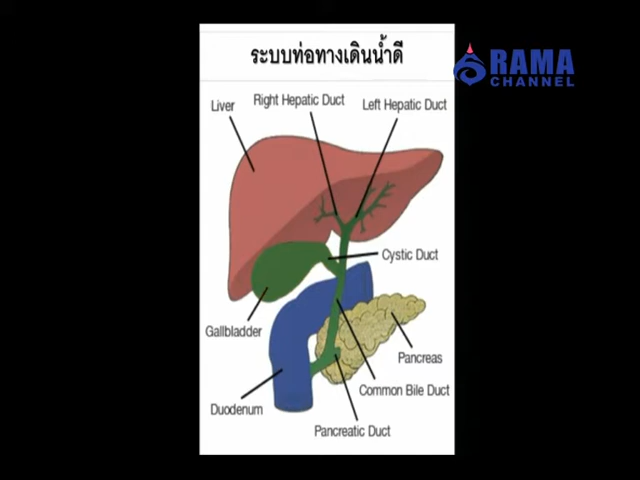 ระบบท่อทางเดินน้ำดี
RAMA
CHANNEL
Liver
Right Hepatic Duct
Left Hepatic Duct
Cystic Duct
Gallbladder
Pancreas
Common Bile Duct
Duodenum
Pancreatic Duct